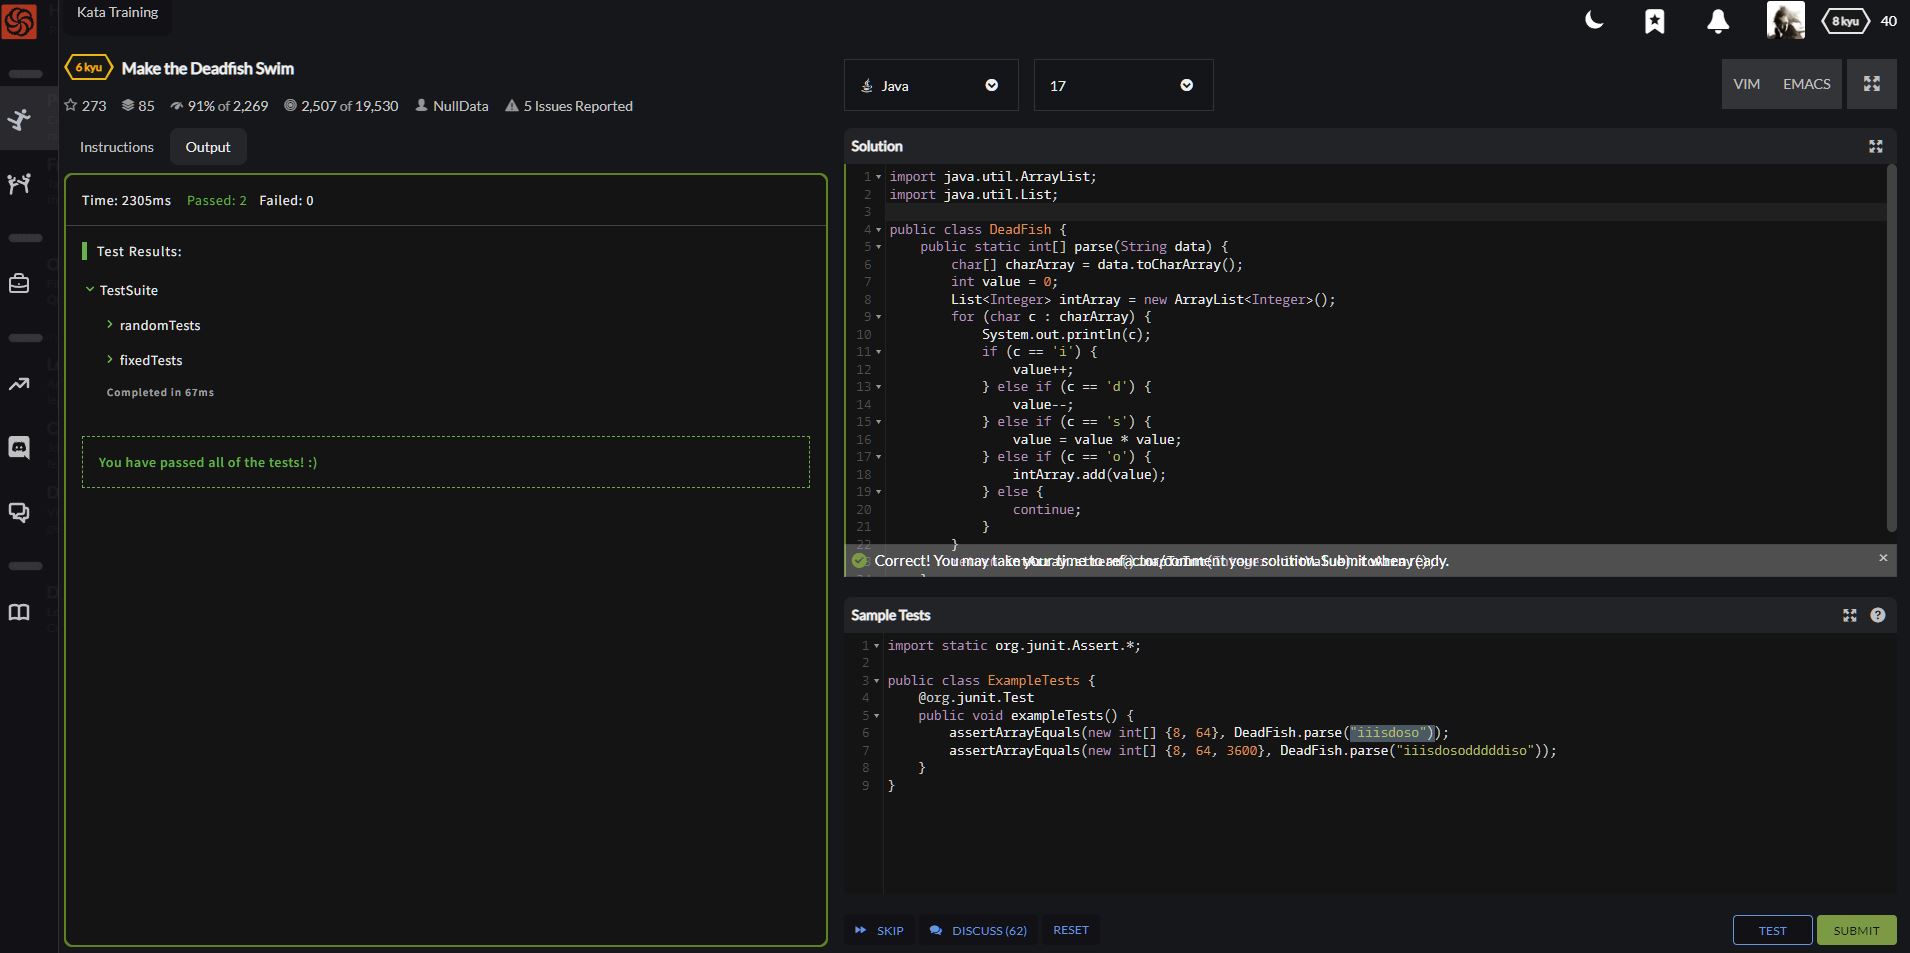 Kata Training
8 kyu 40
6 kyu Make the Deadfish Swim
273 85 91% of 2,269 2,507 of 19,530 NullData 5 Issues Reported
Instructions Output
Time: 2305ms Passed: 2 Failed: 0
Test Results:
TestSuite
randomTests
fixedTests
Completed in 67ms
You have passed all of the tests! :)
Java 17 VIM EMACS
Solution
1 import java.util.ArrayList;
2 import java.util.List;
3
4 public class DeadFish {
5 public static int[] parse(String data) {
6 char[] charArray = data.toCharArray();
7 int value = 0;
8 List<Integer> intArray = new ArrayList<Integer>();
9 for (char c : charArray) {
10 System.out.println(c);
11 if (c == 'i') {
12 value++;
13 } else if (c == 'd') {
14 value--;
15 } else if (c == 's') {
16 value = value * value;
17 } else if (c == 'o') {
18 intArray.add(value);
19 } else {
20 continue;
21 }
22 }
Correct! You may take your time to refactor/comment your solution. Submit when ready. ×
Sample Tests
1 import static org.junit.Assert.*;
2
3 public class ExampleTests {
4 @org.junit.Test
5 public void exampleTests() {
6 assertArrayEquals(new int[] {8, 64}, DeadFish.parse("iiisdoso"));
7 assertArrayEquals(new int[] {8, 64, 3600}, DeadFish.parse("iiisdosodddddiso"));
8 }
9 }
SKIP DISCUSS (62) RESET TEST SUBMIT